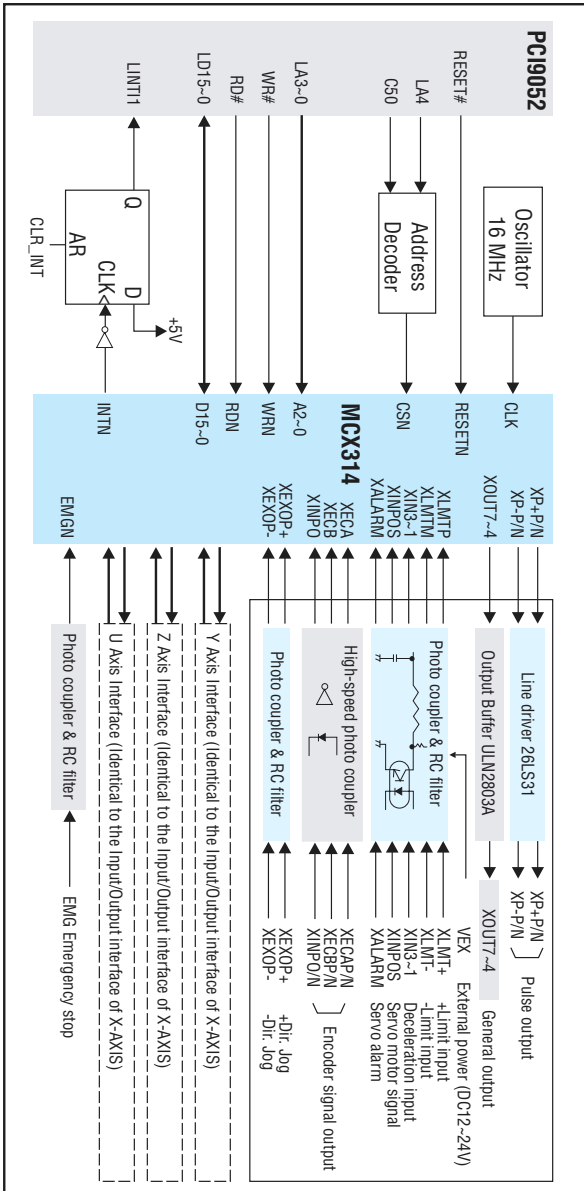 PCI9052
RESET#
LA4
C50
LA3~0
WR#
RD#
LD15~0
LINTI1
Oscillator
16 MHz
Address
Decoder
Q
D
AR
CLK<
CLR_INT
+5V
MCX314
CLK
RESETN
CSN
A2~0
WRN
RDN
D15~0
INTN
XP+P/N
XP-P/N
XOUT7~4
XLMTP
XLMTM
XIN3~1
XINPOS
XALARM
XECA
XECB
XINPO
XEXOP+
XEXOP-
EMGN
Line driver 26LS31
Output Buffer ULN2803A
Photo coupler & RC filter
High-speed photo coupler
Photo coupler & RC filter
XP+P/N
XP-P/N
Pulse output
XOUT7~4
General output
VEX
External power (DC12~24V)
XLMT+ +Limit input
XLMT- -Limit input
XIN3~1 Deceleration input
XINPOS Servo motor signal
XALARM Servo alarm
XECAP/N
XECBP/N
XINPO/N
Encoder signal output
XEXOP+ +Dir. Jog
XEXOP- -Dir. Jog
Y Axis Interface (Identical to the Input/Output interface of X-AXIS)
Z Axis Interface (Identical to the Input/Output interface of X-AXIS)
U Axis Interface (Identical to the Input/Output interface of X-AXIS)
Photo coupler & RC filter
EMG Emergency stop